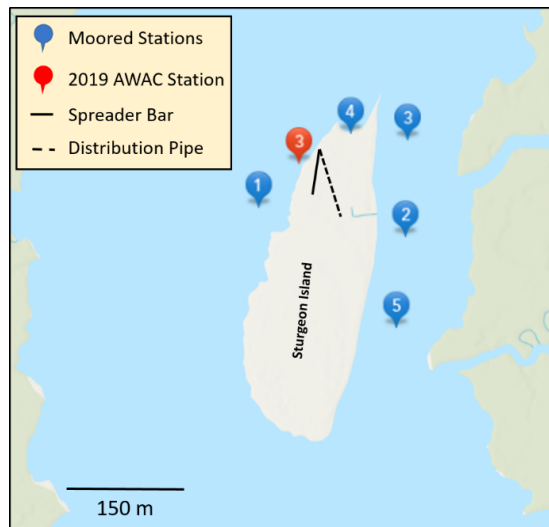 Moored Stations
2019 AWAC Station
Spreader Bar
Distribution Pipe
4
3
3
1
2
5
Sturgeon Island
150 m